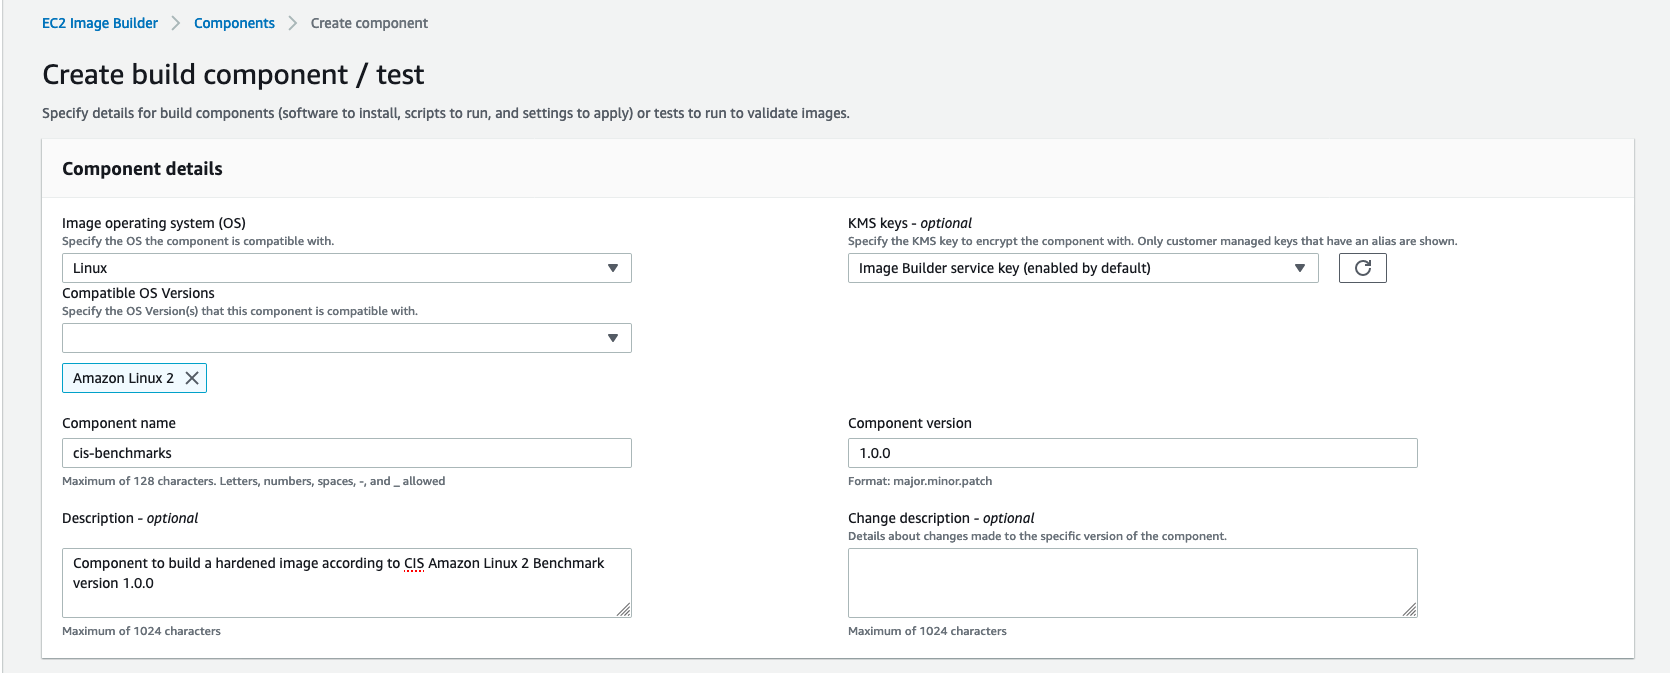 EC2 Image Builder > Components > Create component
Create build component / test
Specify details for build components (software to install, scripts to run, and settings to apply) or tests to run to validate images.
Component details
Image operating system (OS)
Specify the OS the component is compatible with.
Linux
Compatible OS Versions
Specify the OS Version(s) that this component is compatible with.
Amazon Linux 2
KMS keys - optional
Specify the KMS key to encrypt the component with. Only customer managed keys that have an alias are shown.
Image Builder service key (enabled by default)
Component name
cis-benchmarks
Maximum of 128 characters. Letters, numbers, spaces, -, and _ allowed
Component version
1.0.0
Format: major.minor.patch
Description - optional
Component to build a hardened image according to CIS Amazon Linux 2 Benchmark
version 1.0.0
Maximum of 1024 characters
Change description - optional
Details about changes made to the specific version of the component.
Maximum of 1024 characters